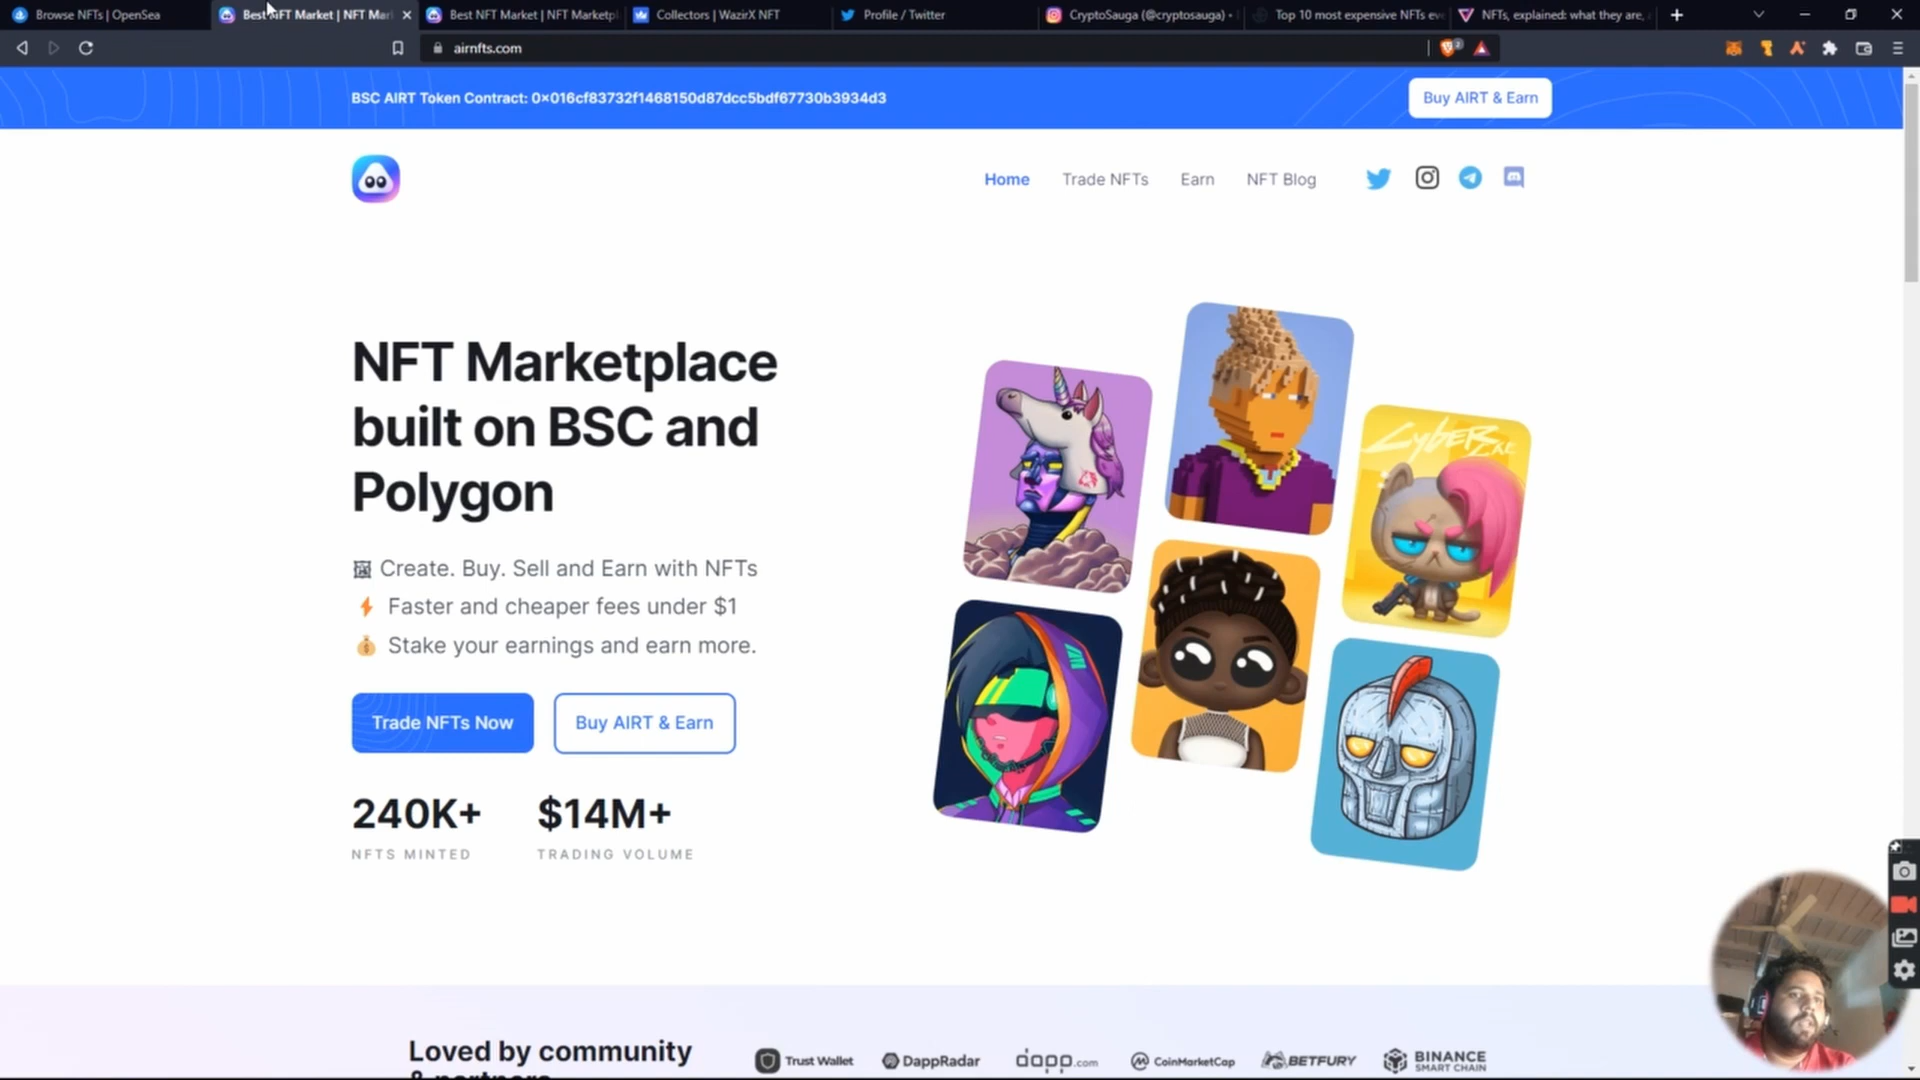 Browse NFTs | OpenSea
Best NFT Market | NFT Mar
Best NFT Market | NFT Marketpl
Collectors | WazirX NFT
Profile / Twitter
CryptoSauga (@cryptosauga) •
Top 10 most expensive NFTs eve
NFTs, explained: what they are,
airnfts.com
BSC AIRT Token Contract: 0x016cf83732f1468150d87dcc5bdf67730b3934d3
Buy AIRT & Earn
Home
Trade NFTs
Earn
NFT Blog
NFT Marketplace
built on BSC and
Polygon
Create. Buy. Sell and Earn with NFTs
Faster and cheaper fees under $1
Stake your earnings and earn more.
Trade NFTs Now
Buy AIRT & Earn
240K+
NFTS MINTED
$14M+
TRADING VOLUME
Loved by community
& partners
Trust Wallet
DappRadar
dapp.com
CoinMarketCap
BETFURY
BINANCE
SMART CHAIN